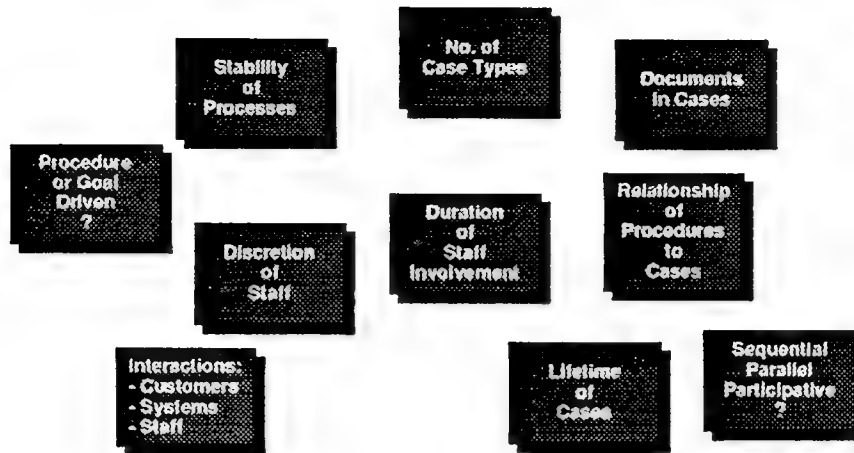 No. of
Case Types
Stability
of
Processes
Documents
in Cases
Procedure
or Goal
Driven
?
Discretion
of
Staff
Duration
of
Staff
Involvement
Relationship
of
Procedures
to
Cases
Interactions:
- Customers
- Systems
- Staff
Lifetime
of
Cases
Sequential
Parallel
Participative
?